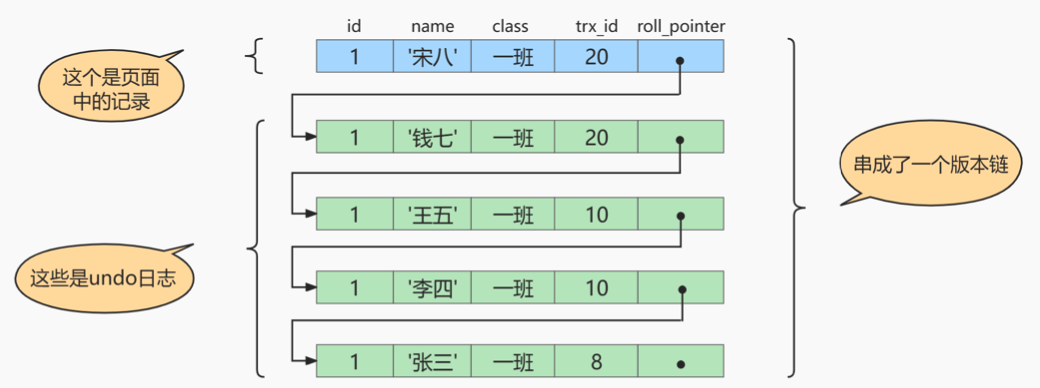 id name class trx_id roll_pointer
1 '宋八' 一班 20
这个是页面
中的记录
1 '钱七' 一班 20
串成了一个版本链
1 '王五' 一班 10
这些是undo日志
1 '李四' 一班 10
1 '张三' 一班 8